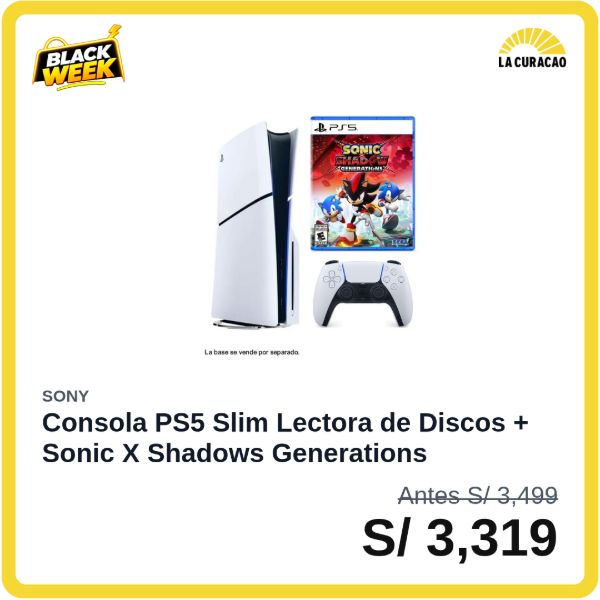 BLACK
WEEK
LA CURACAO
PS5
SONIC
X
SHADOW
GENERATIONS
SEGA
La base se vende por separado.
SONY
Consola PS5 Slim Lectora de Discos +
Sonic X Shadows Generations
Antes S/ 3,499
S/ 3,319